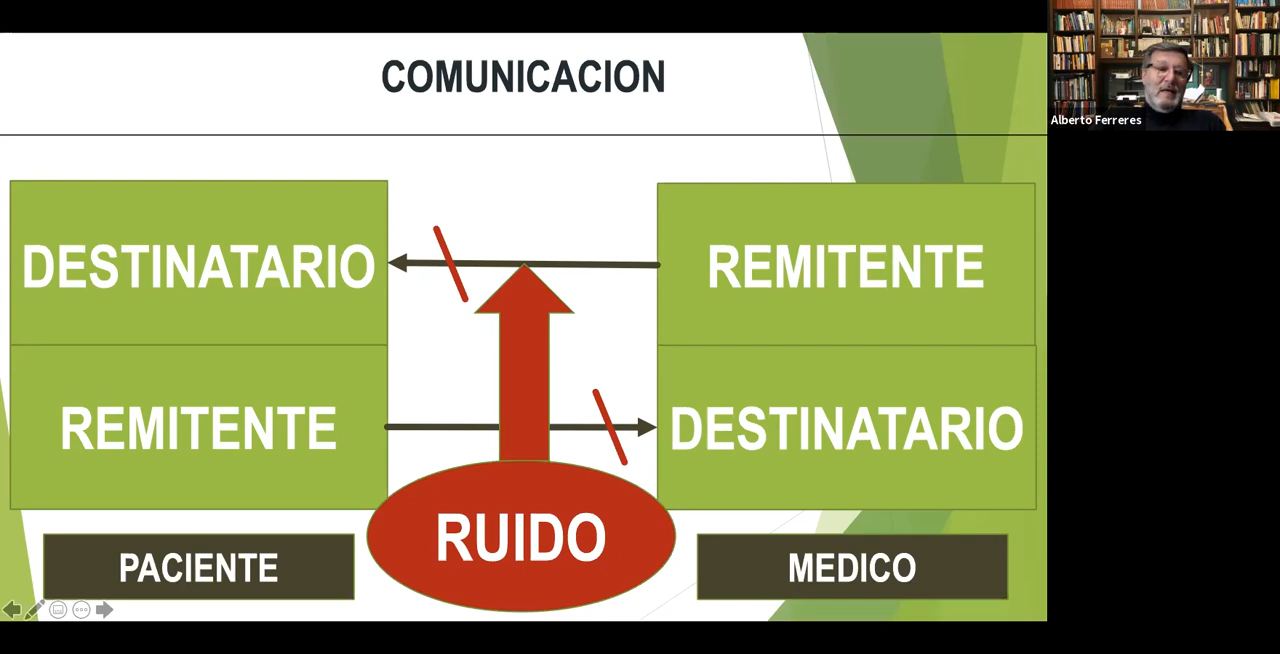 COMUNICACION
Alberto Ferreres
DESTINATARIO
REMITENTE
REMITENTE
DESTINATARIO
RUIDO
PACIENTE
MEDICO